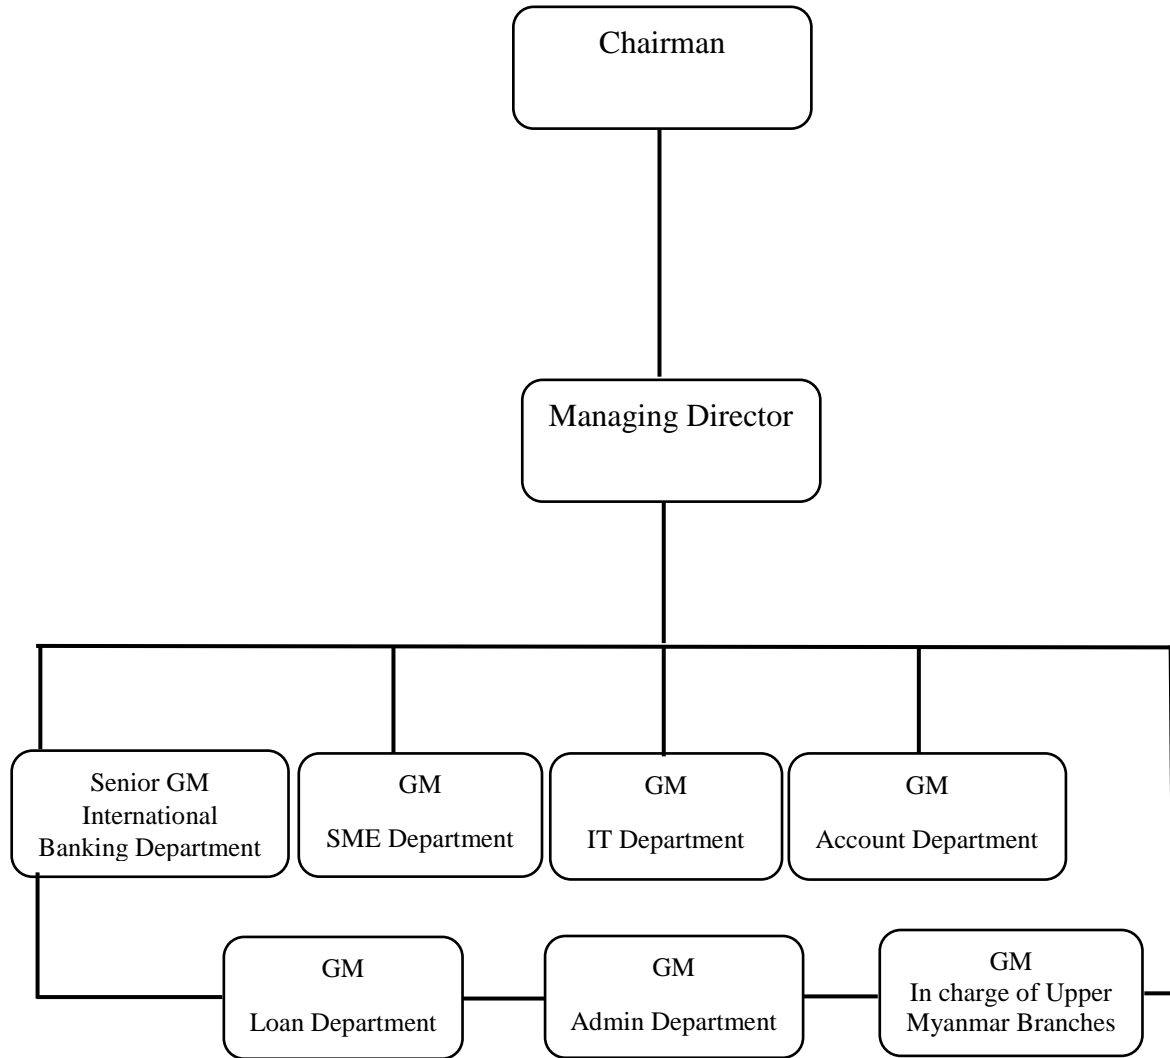 Chairman
Managing Director
Senior GM
International
Banking Department
GM
SME Department
GM
IT Department
GM
Account Department
GM
Loan Department
GM
Admin Department
GM
In charge of Upper
Myanmar Branches